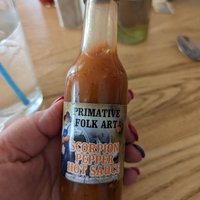 PRIMATIVE
FOLK ART
SCORPION
PEPPER
HOT SAUCE